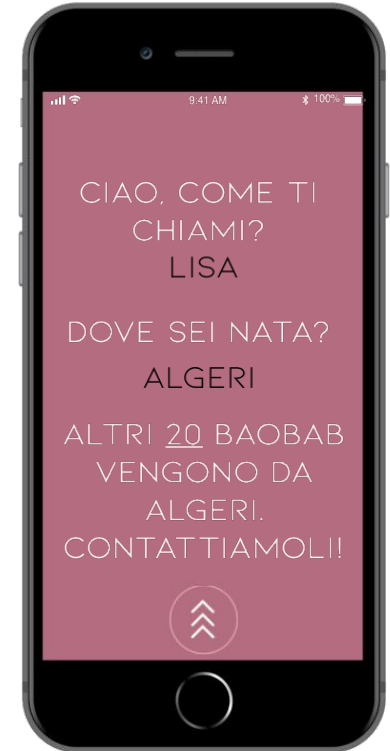 9:41 AM
100%
CIAO, COME TI
CHIAMI?
LISA
DOVE SEI NATA?
ALGERI
ALTRI 20 BAOBAB
VENGONO DA
ALGERI.
CONTATTIAMOLI!